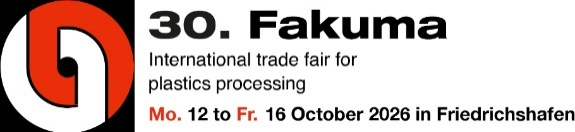 30. Fakuma
International trade fair for
plastics processing
Mo. 12 to Fr. 16 October 2026 in Friedrichshafen